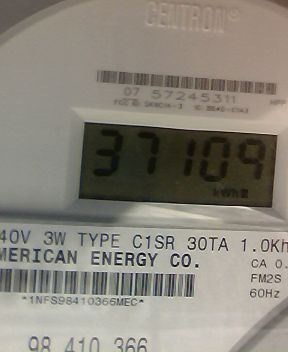 CENTRON®
07 57245311
37109
kWh
40V 3W TYPE C1SR 30TA 1.0Kh
MERICAN ENERGY CO.
CA 0.
FM2S
*1NFS98410366MEC*
60Hz
98 410 366